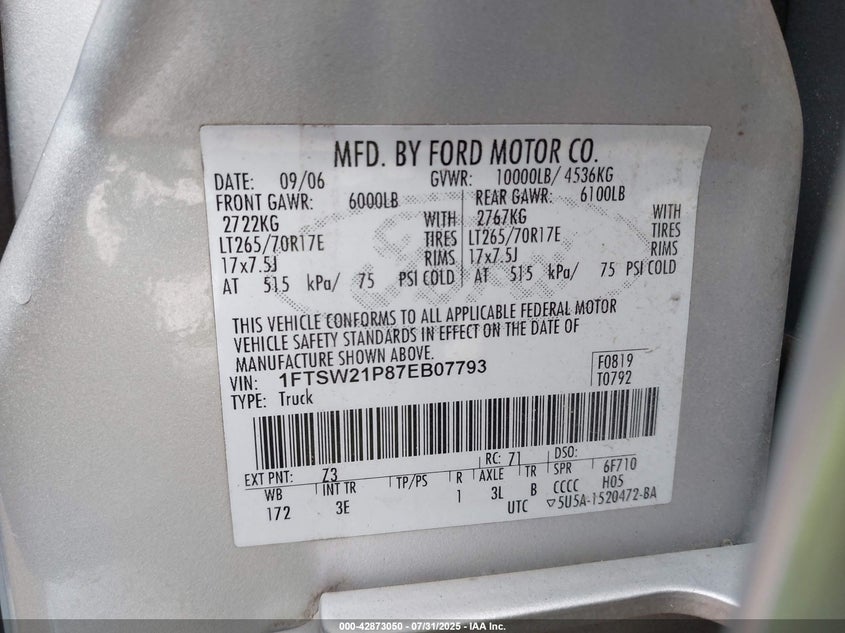 MFD. BY FORD MOTOR CO.
DATE: 09/06 GVWR: 10000LB/ 4536KG
FRONT GAWR: 6000LB REAR GAWR: 6100LB
2722KG WITH 2767KG WITH
LT265/70R17E TIRES LT265/70R17E TIRES
17x7.5J RIMS 17x7.5J RIMS
AT 515 kPa/ 75 PSI COLD AT 515 kPa/ 75 PSI COLD
THIS VEHICLE CONFORMS TO ALL APPLICABLE FEDERAL MOTOR
VEHICLE SAFETY STANDARDS IN EFFECT ON THE DATE OF
MANUFACTURE SHOWN ABOVE.
VIN: 1FTSW21P87EB07793 F0819
TYPE: Truck T0792
EXT PNT: Z3 RC: 71 DSO:
WB INT TR TP/PS R AXLE TR SPR 6F710
172 3E 1 3L B CCCC H05
UTC ▽5U5A-1520472-BA
000-42873050 - 07/31/2025 - IAA Inc.